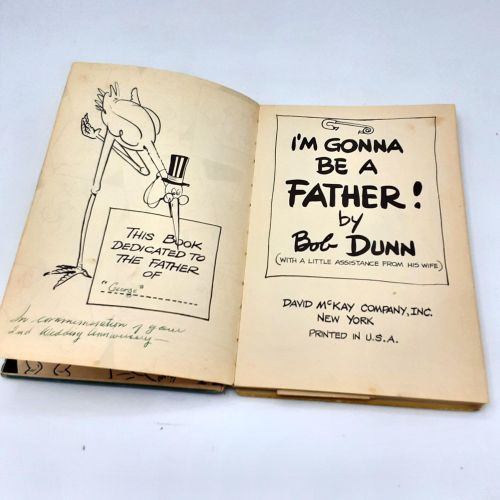 THIS BOOK
DEDICATED TO
THE FATHER
OF
"George"
In commemoration of your
2nd Wedding Anniversary—
I'M GONNA
BE A
FATHER!
by
Bob DUNN
(WITH A LITTLE ASSISTANCE FROM HIS WIFE)
DAVID McKAY COMPANY, INC.
NEW YORK
PRINTED IN U.S.A.